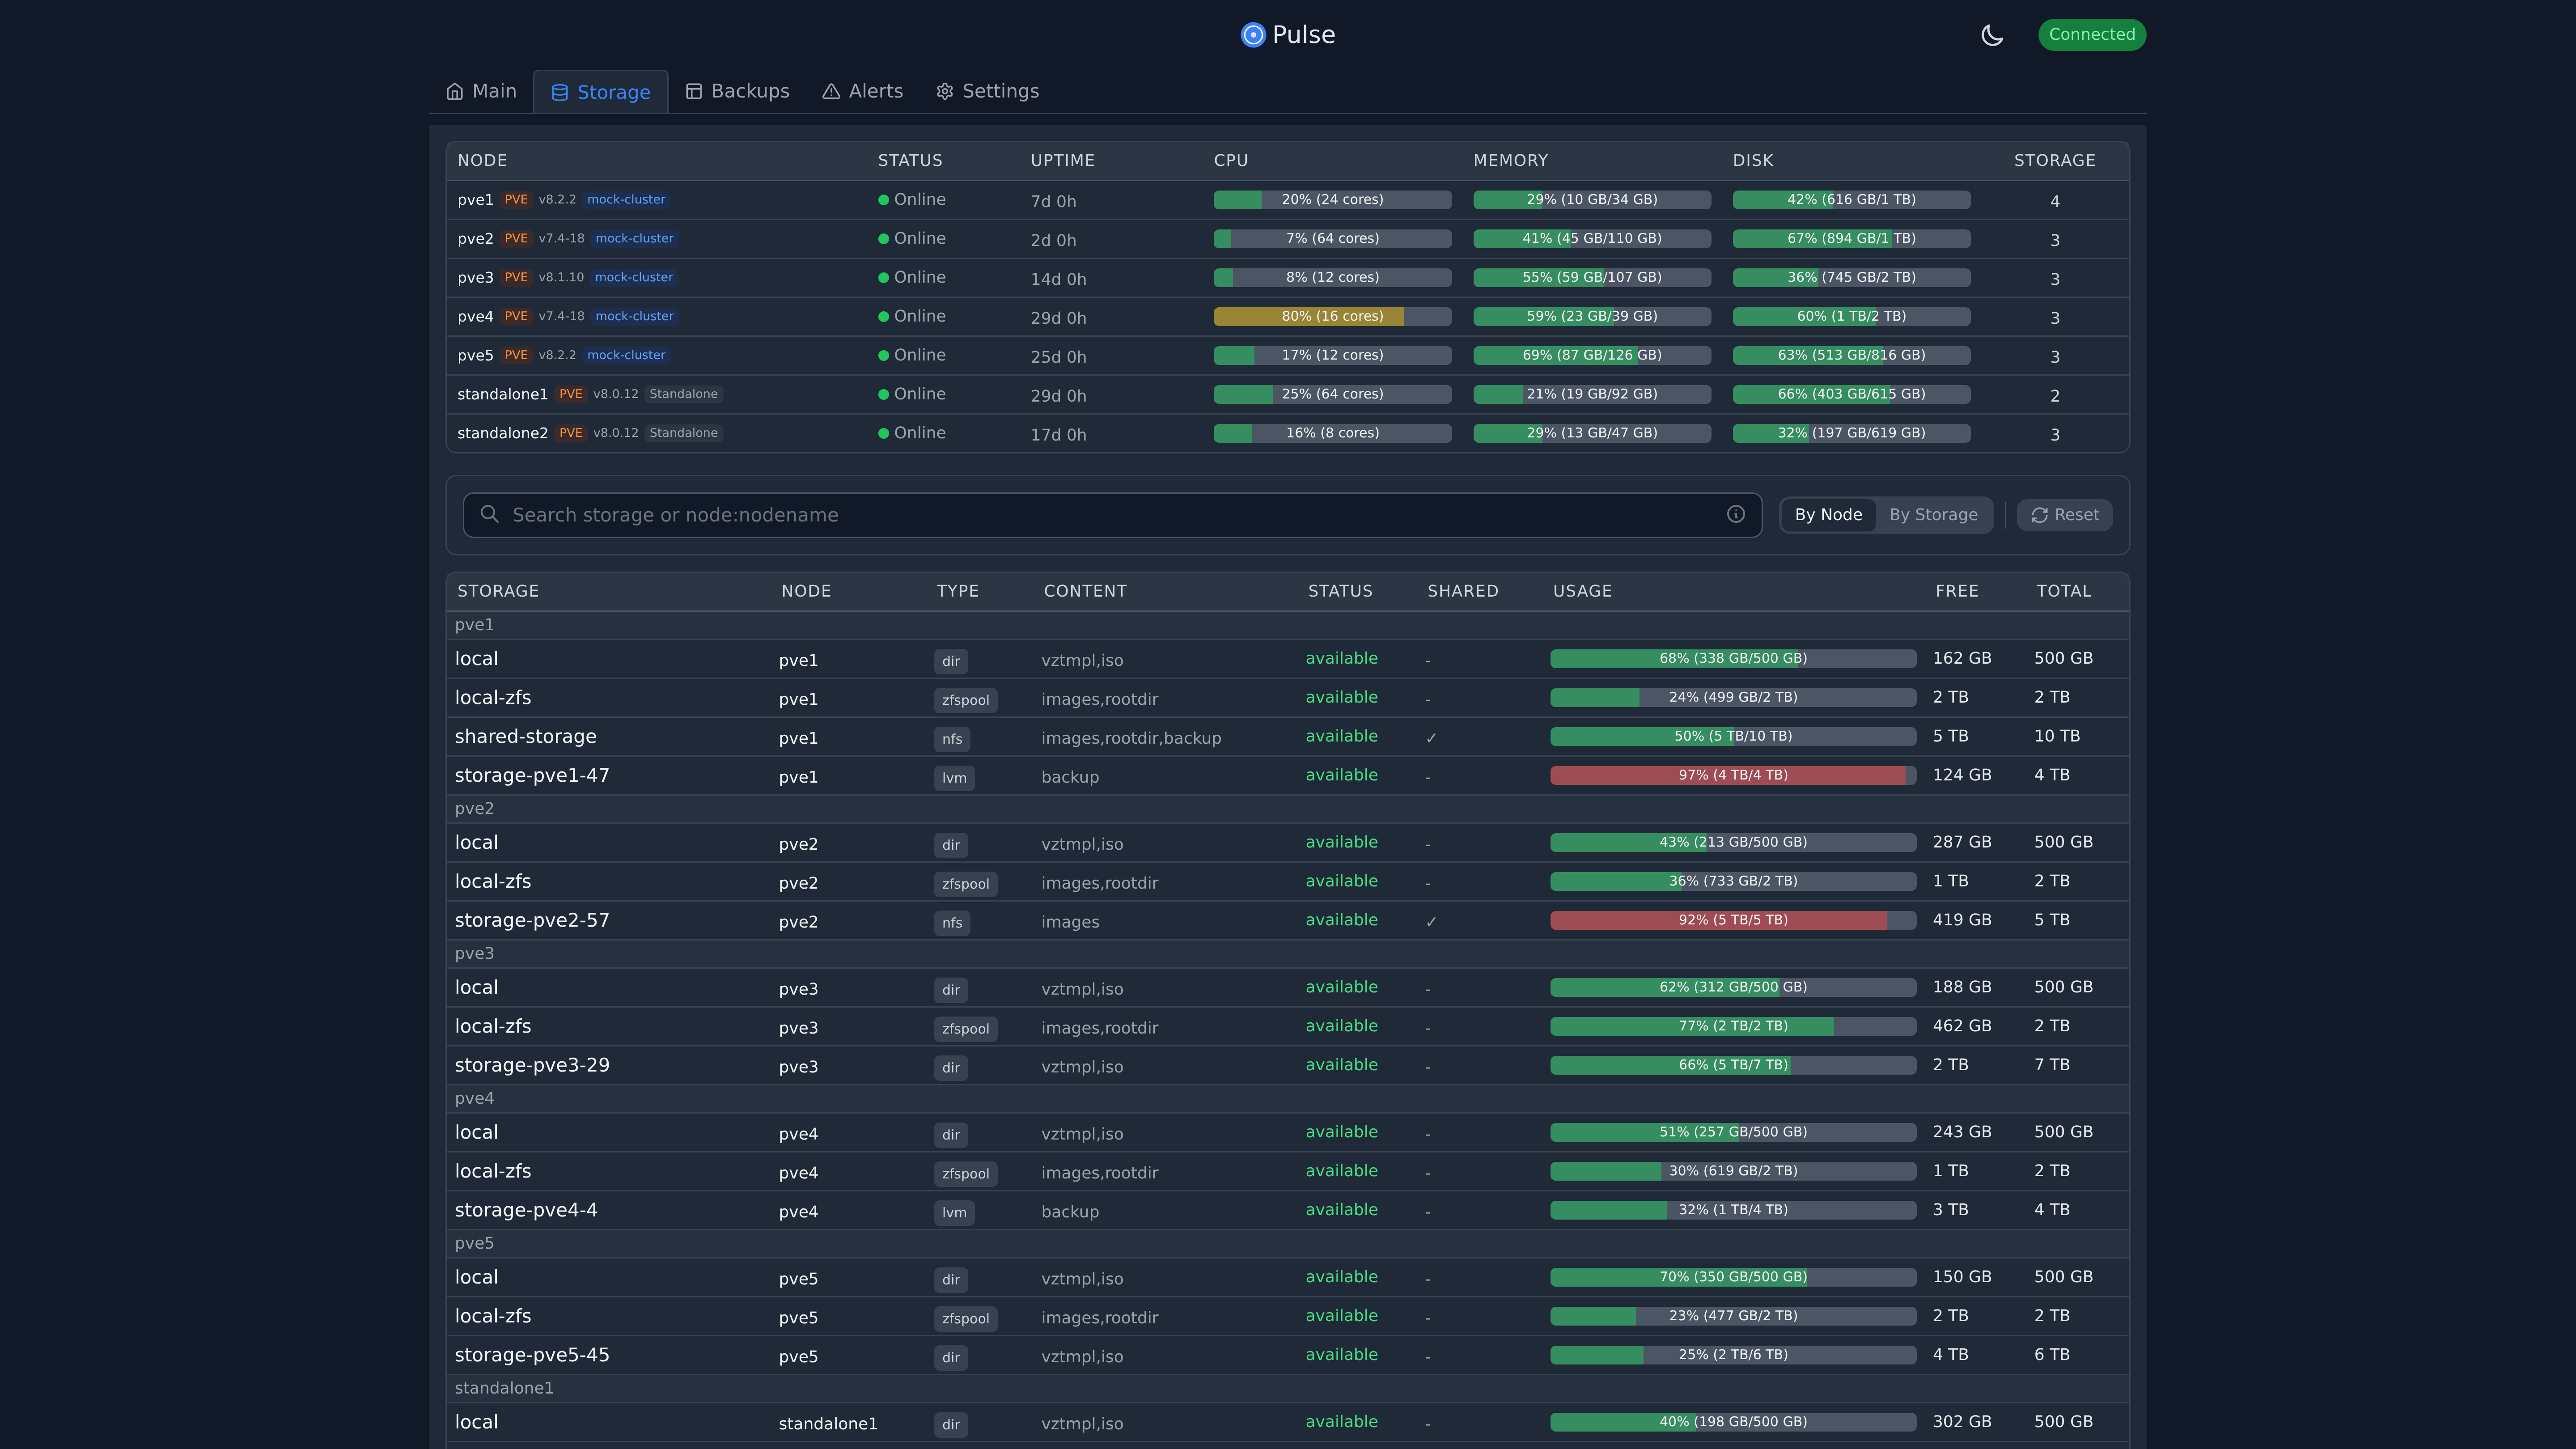 Pulse
Connected
Main Storage Backups Alerts Settings
NODE STATUS UPTIME CPU MEMORY DISK STORAGE
pve1 PVE v8.2.2 mock-cluster Online 7d 0h 20% (24 cores) 29% (10 GB/34 GB) 42% (616 GB/1 TB) 4
pve2 PVE v7.4-18 mock-cluster Online 2d 0h 7% (64 cores) 41% (45 GB/110 GB) 67% (894 GB/1 TB) 3
pve3 PVE v8.1.10 mock-cluster Online 14d 0h 8% (12 cores) 55% (59 GB/107 GB) 36% (745 GB/2 TB) 3
pve4 PVE v7.4-18 mock-cluster Online 29d 0h 80% (16 cores) 59% (23 GB/39 GB) 60% (1 TB/2 TB) 3
pve5 PVE v8.2.2 mock-cluster Online 25d 0h 17% (12 cores) 69% (87 GB/126 GB) 63% (513 GB/816 GB) 3
standalone1 PVE v8.0.12 Standalone Online 29d 0h 25% (64 cores) 21% (19 GB/92 GB) 66% (403 GB/615 GB) 2
standalone2 PVE v8.0.12 Standalone Online 17d 0h 16% (8 cores) 29% (13 GB/47 GB) 32% (197 GB/619 GB) 3
Search storage or node:nodename By Node By Storage Reset
STORAGE NODE TYPE CONTENT STATUS SHARED USAGE FREE TOTAL
pve1
local pve1 dir vztmpl,iso available - 68% (338 GB/500 GB) 162 GB 500 GB
local-zfs pve1 zfspool images,rootdir available - 24% (499 GB/2 TB) 2 TB 2 TB
shared-storage pve1 nfs images,rootdir,backup available ✓ 50% (5 TB/10 TB) 5 TB 10 TB
storage-pve1-47 pve1 lvm backup available - 97% (4 TB/4 TB) 124 GB 4 TB
pve2
local pve2 dir vztmpl,iso available - 43% (213 GB/500 GB) 287 GB 500 GB
local-zfs pve2 zfspool images,rootdir available - 36% (733 GB/2 TB) 1 TB 2 TB
storage-pve2-57 pve2 nfs images available ✓ 92% (5 TB/5 TB) 419 GB 5 TB
pve3
local pve3 dir vztmpl,iso available - 62% (312 GB/500 GB) 188 GB 500 GB
local-zfs pve3 zfspool images,rootdir available - 77% (2 TB/2 TB) 462 GB 2 TB
storage-pve3-29 pve3 dir vztmpl,iso available - 66% (5 TB/7 TB) 2 TB 7 TB
pve4
local pve4 dir vztmpl,iso available - 51% (257 GB/500 GB) 243 GB 500 GB
local-zfs pve4 zfspool images,rootdir available - 30% (619 GB/2 TB) 1 TB 2 TB
storage-pve4-4 pve4 lvm backup available - 32% (1 TB/4 TB) 3 TB 4 TB
pve5
local pve5 dir vztmpl,iso available - 70% (350 GB/500 GB) 150 GB 500 GB
local-zfs pve5 zfspool images,rootdir available - 23% (477 GB/2 TB) 2 TB 2 TB
storage-pve5-45 pve5 dir vztmpl,iso available - 25% (2 TB/6 TB) 4 TB 6 TB
standalone1
local standalone1 dir vztmpl,iso available - 40% (198 GB/500 GB) 302 GB 500 GB